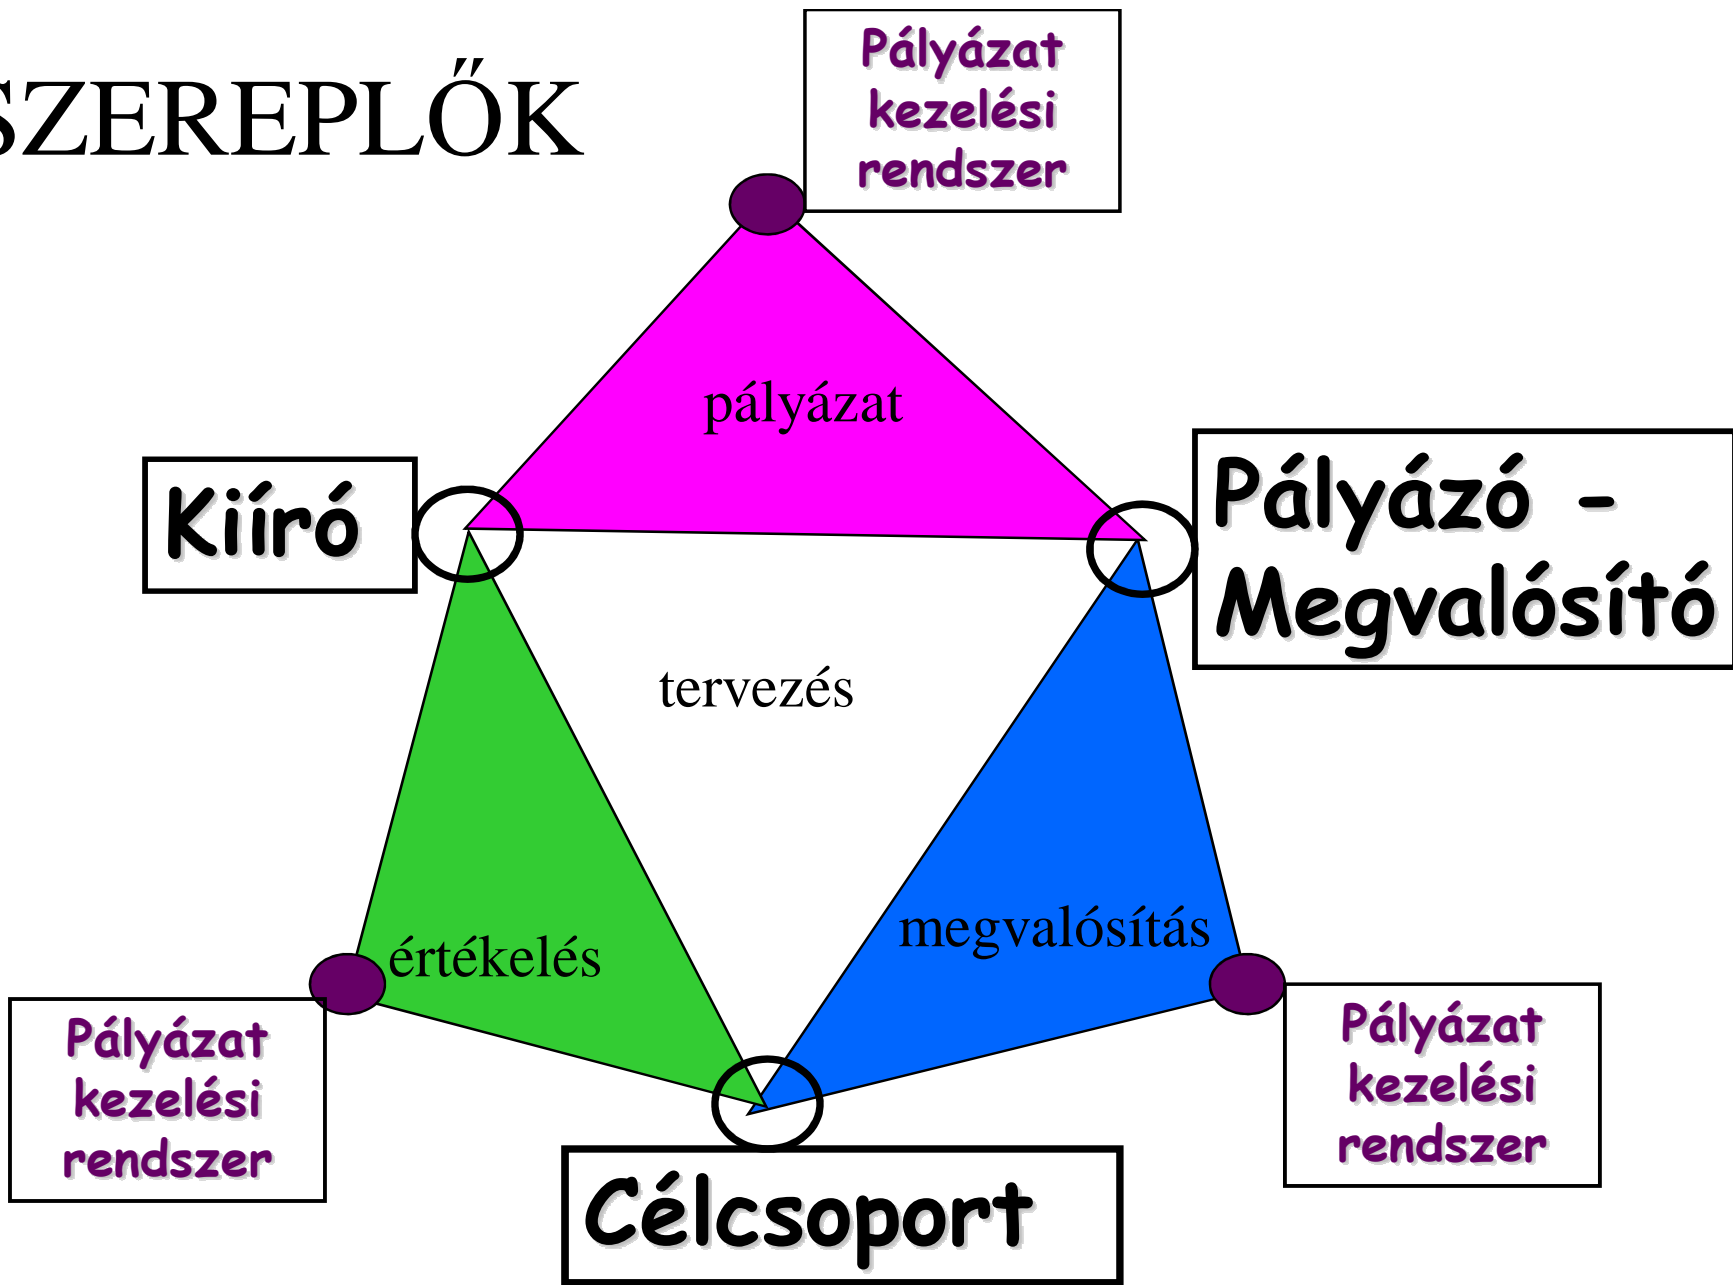 SZEREPLŐK
Pályázat
kezelési
rendszer
pályázat
Kiíró
Pályázó -
Megvalósító
tervezés
értékelés
megvalósítás
Pályázat
kezelési
rendszer
Pályázat
kezelési
rendszer
Célcsoport